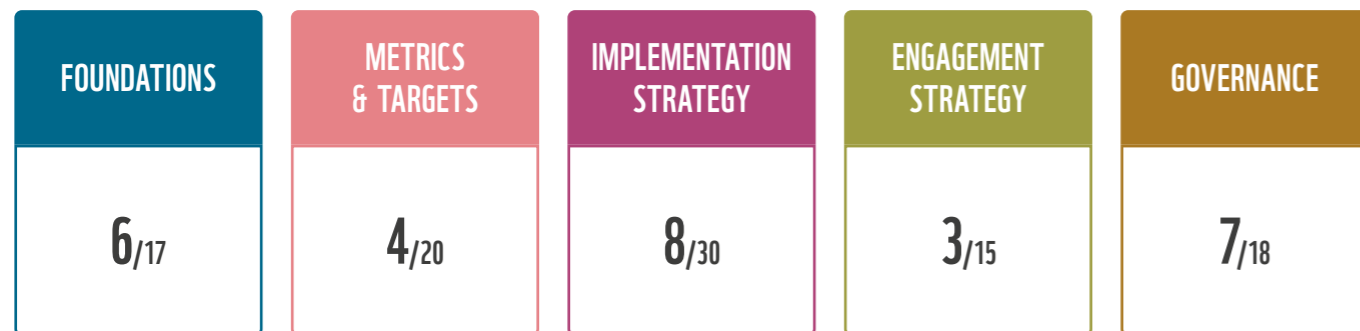 FOUNDATIONS
6/17
METRICS
& TARGETS
4/20
IMPLEMENTATION
STRATEGY
8/30
ENGAGEMENT
STRATEGY
3/15
GOVERNANCE
7/18